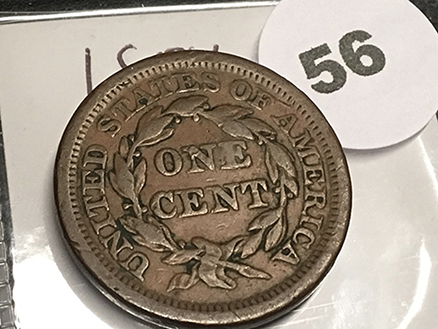 56
UNITED STATES OF AMERICA
ONE
CENT